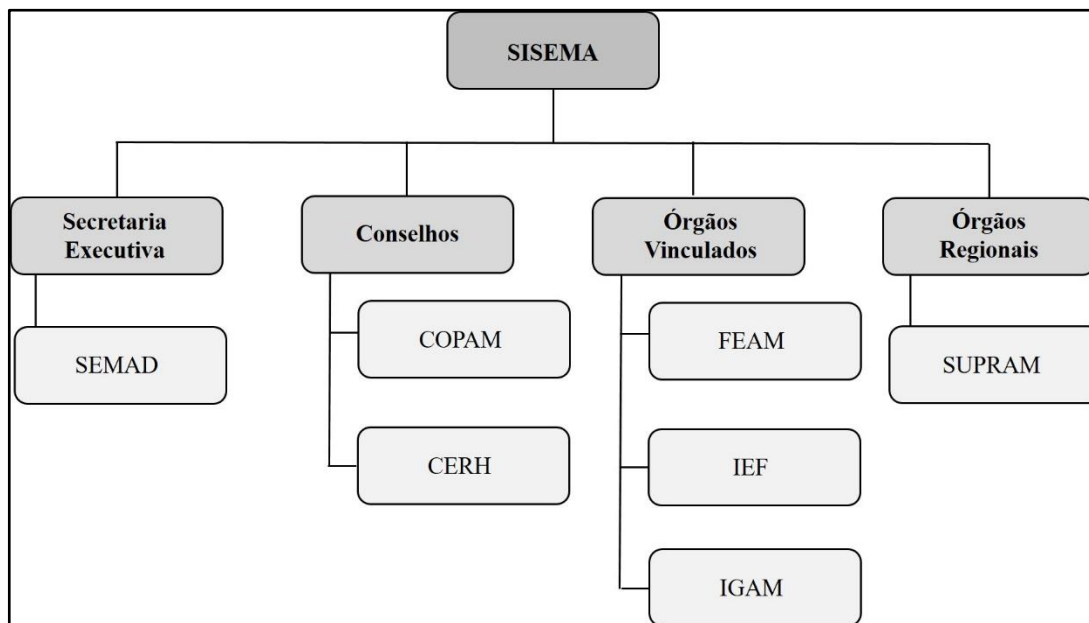 SISEMA
Secretaria
Executiva
Conselhos
Órgãos
Vinculados
Órgãos
Regionais
SEMAD
COPAM
FEAM
SUPRAM
CERH
IEF
IGAM